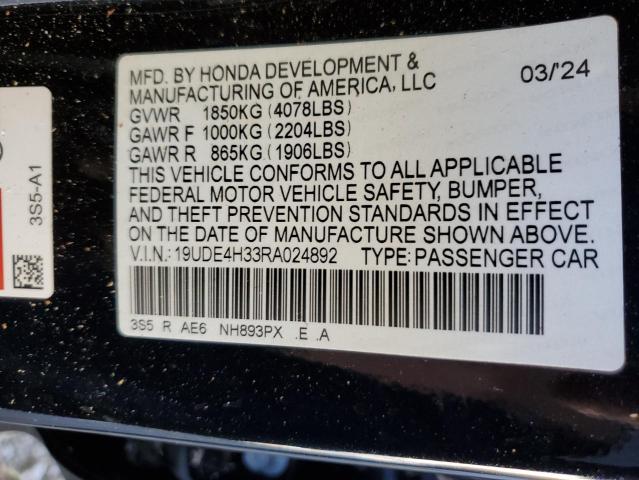 MFD. BY HONDA DEVELOPMENT & 03/'24
MANUFACTURING OF AMERICA, LLC
GVWR 1850KG (4078LBS)
GAWR F 1000KG (2204LBS)
GAWR R 865KG (1906LBS)
THIS VEHICLE CONFORMS TO ALL APPLICABLE
FEDERAL MOTOR VEHICLE SAFETY, BUMPER,
AND THEFT PREVENTION STANDARDS IN EFFECT
ON THE DATE OF MANUFACTURE SHOWN ABOVE.
V.I.N.: 19UDE4H33RA024892 TYPE: PASSENGER CAR
3S5 R AE6 NH893PX .E .A
3S5-A1